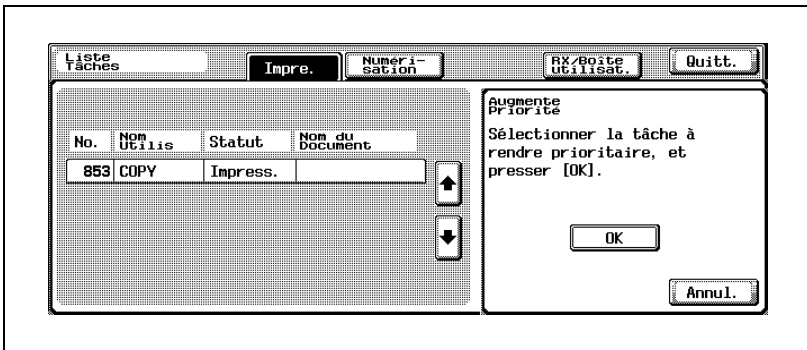 Liste
Tâches
Impre.
Numéri-
sation
RX/Boîte
utilisat.
Quitt.
No.
Nom
Utilis
Statut
Nom du
Document
853
COPY
Impress.
Augmente
Priorité
Sélectionner la tâche à
rendre prioritaire, et
presser [OK].
OK
Annul.